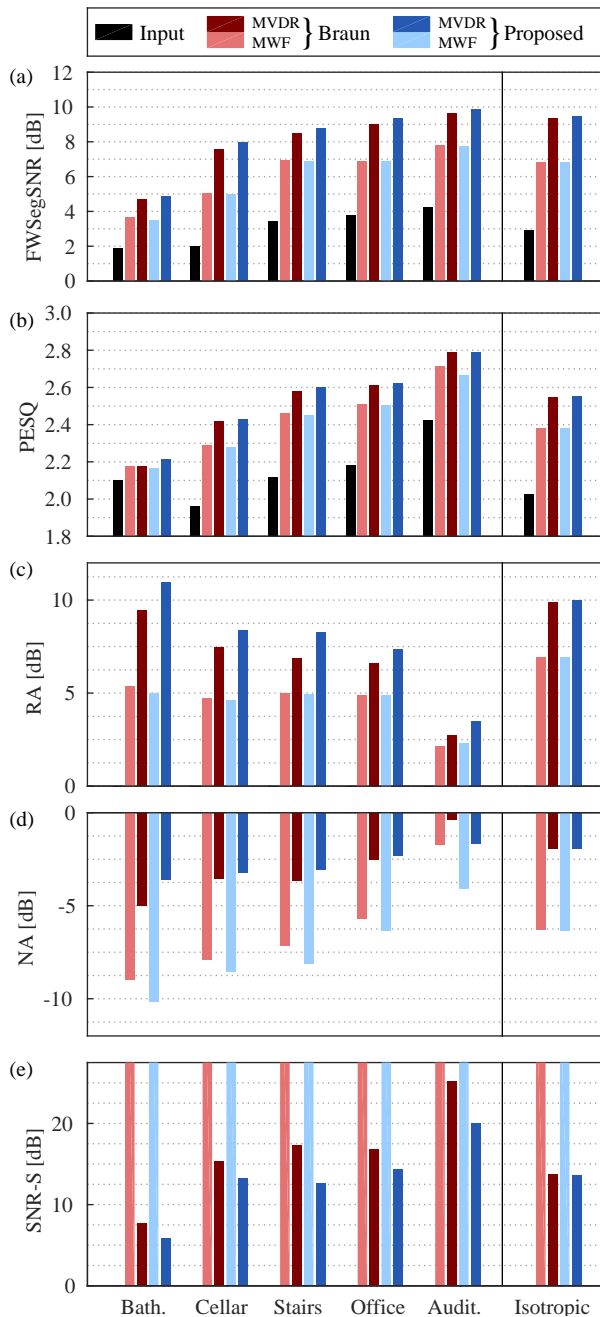 Input MVDR MWF } Braun MVDR MWF } Proposed
(a)
FWSegSNR [dB]
12
10
8
6
4
2
0
(b)
PESQ
3.0
2.8
2.6
2.4
2.2
2.0
1.8
(c)
RA [dB]
10
5
0
(d)
NA [dB]
0
-5
-10
(e)
SNR-S [dB]
20
10
0
Bath. Cellar Stairs Office Audit. Isotropic